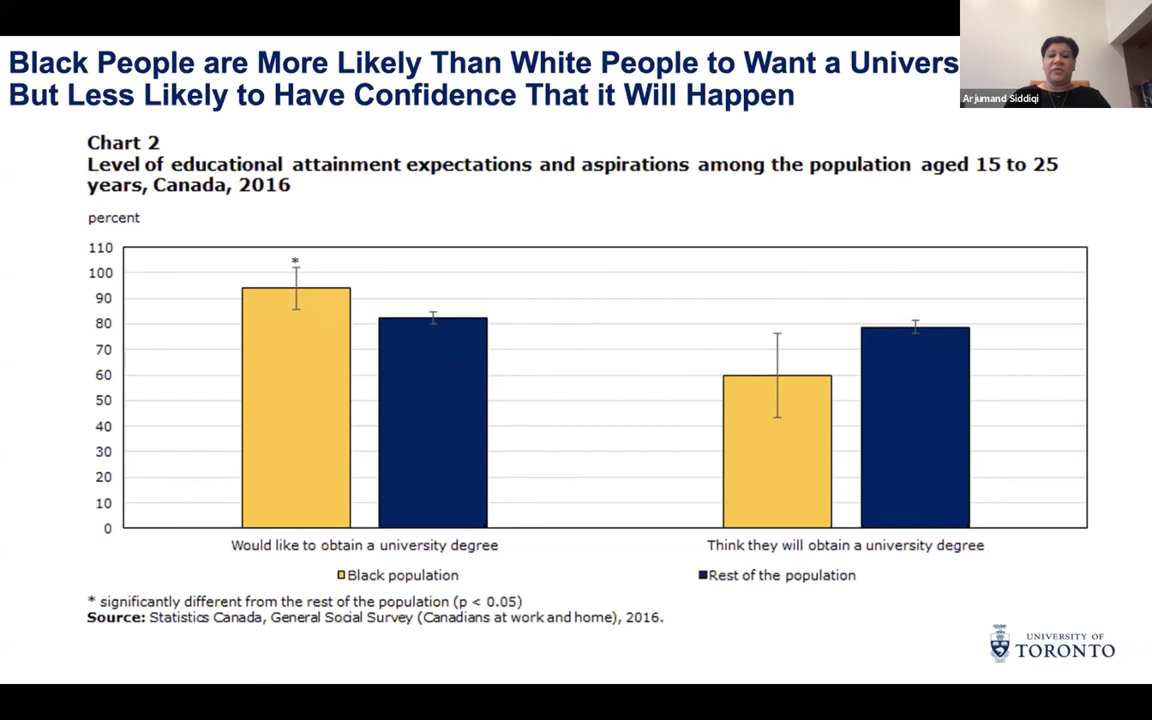 Black People are More Likely Than White People to Want a Univers
But Less Likely to Have Confidence That it Will Happen
Arjumand Siddiqi
Chart 2
Level of educational attainment expectations and aspirations among the population aged 15 to 25
years, Canada, 2016
percent
110
100
90
80
70
60
50
40
30
20
10
0
*
Would like to obtain a university degree
Think they will obtain a university degree
Black population
Rest of the population
* significantly different from the rest of the population (p < 0.05)
Source: Statistics Canada, General Social Survey (Canadians at work and home), 2016.
UNIVERSITY OF
TORONTO